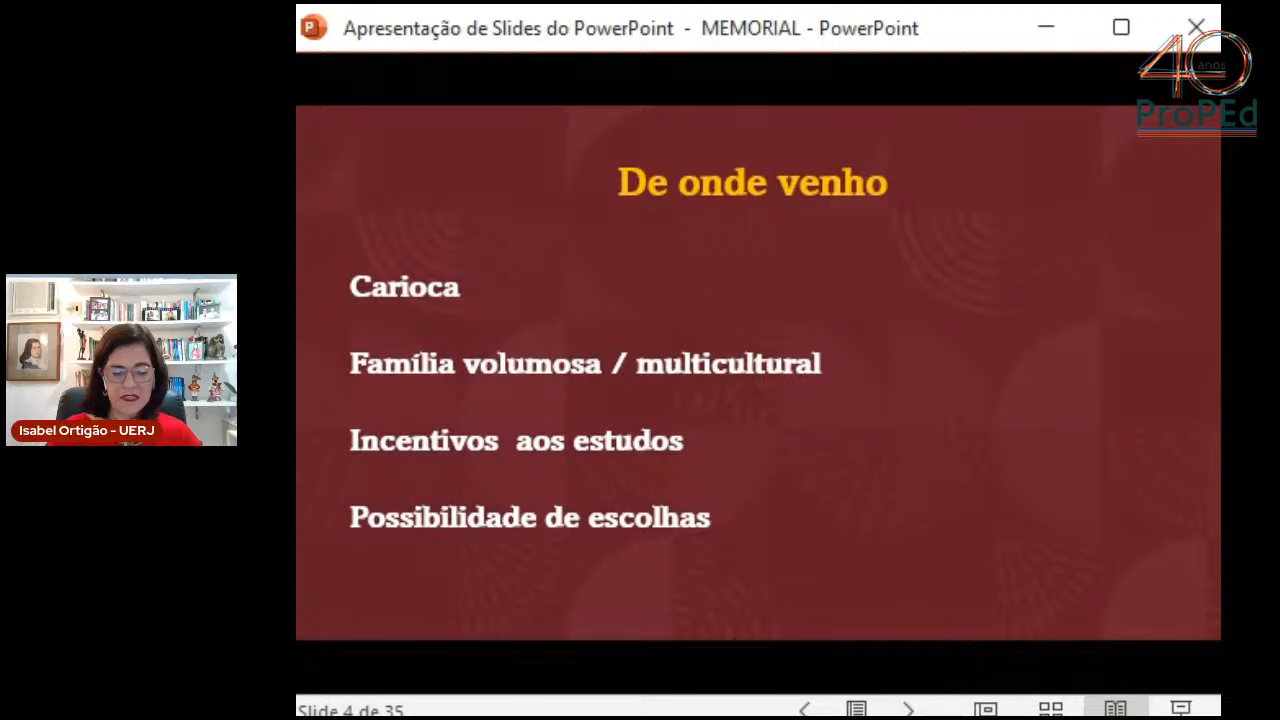 Apresentação de Slides do PowerPoint - MEMORIAL - PowerPoint
40 anos
ProPEd
De onde venho
Carioca
Família volumosa / multicultural
Incentivos aos estudos
Possibilidade de escolhas
Isabel Ortigão - UERJ
Slide 4 de 35